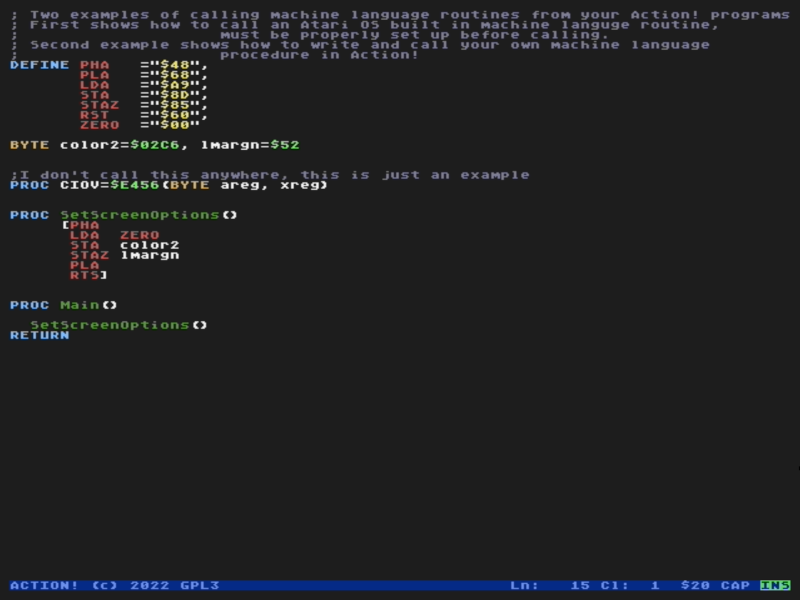 ; Two examples of calling machine language routines from your Action! programs
; First shows how to call an Atari OS built in machine languge routine,
;                    must be properly set up before calling.
; Second example shows how to write and call your own machine language
;                    procedure in Action!
DEFINE PHA   ="$48",
       PLA   ="$68",
       LDA   ="$A9",
       STA   ="$8D",
       STAZ  ="$85",
       RST   ="$60",
       ZERO  ="$00"
BYTE color2=$02C6, lmargn=$52
;I don't call this anywhere, this is just an example
PROC CIOV=$E456(BYTE areg, xreg)
PROC SetScreenOptions()
     [PHA
      LDA  ZERO
      STA  color2
      STAZ lmargn
      PLA
      RTS]
PROC Main()
  SetScreenOptions()
RETURN
ACTION! (c) 2022 GPL3                             Ln:   15 Cl:  1  $20 CAP INS